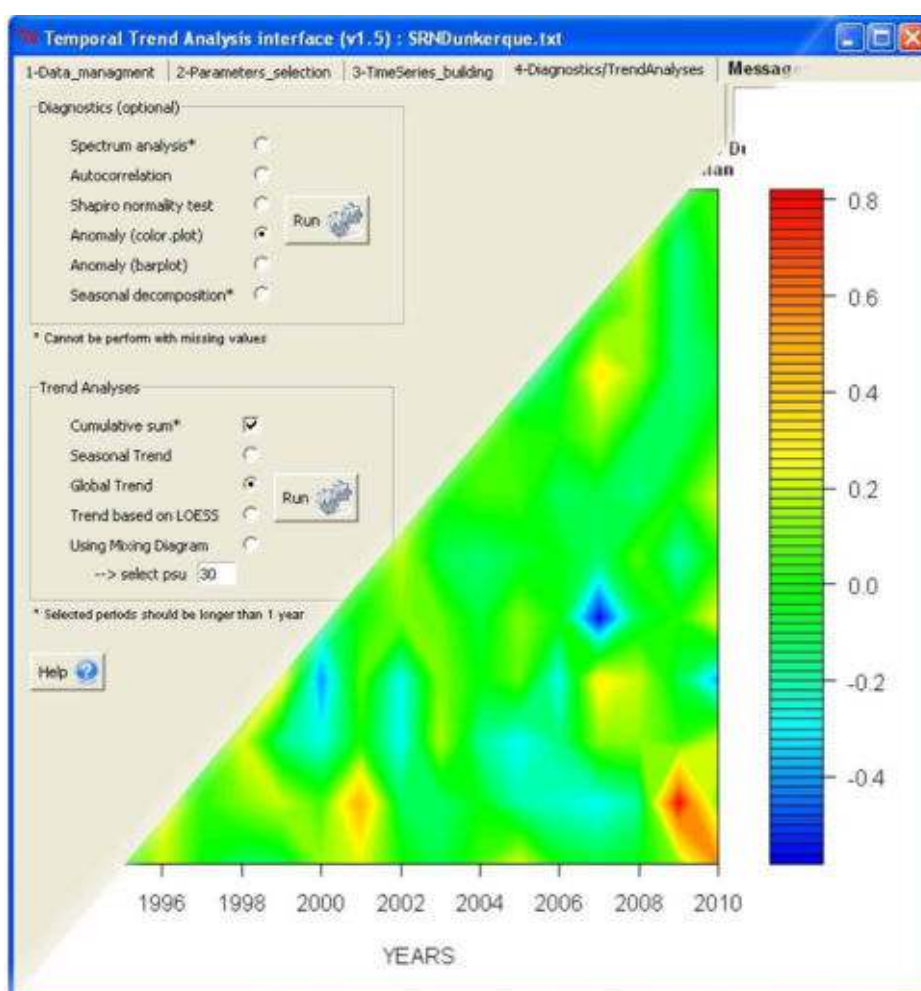 Temporal Trend Analysis interface (v1.5) : SRNDunkerque.txt
1-Data_managment
2-Parameters_selection
3-TimeSeries_building
4-Diagnostics/TrendAnalyses
Diagnostics (optional)
Spectrum analysis*
Autocorrelation
Shapiro normality test
Anomaly (color.plot)
Anomaly (barplot)
Seasonal decomposition*
Run
* Cannot be perform with missing values
Trend Analyses
Cumulative sum*
Seasonal Trend
Global Trend
Trend based on LOESS
Using Mixing Diagram
--> select psu 30
Run
* Selected periods should be longer than 1 year
Help ?
0.8
0.6
0.4
0.2
0.0
-0.2
-0.4
1996 1998 2000 2002 2004 2006 2008 2010
YEARS